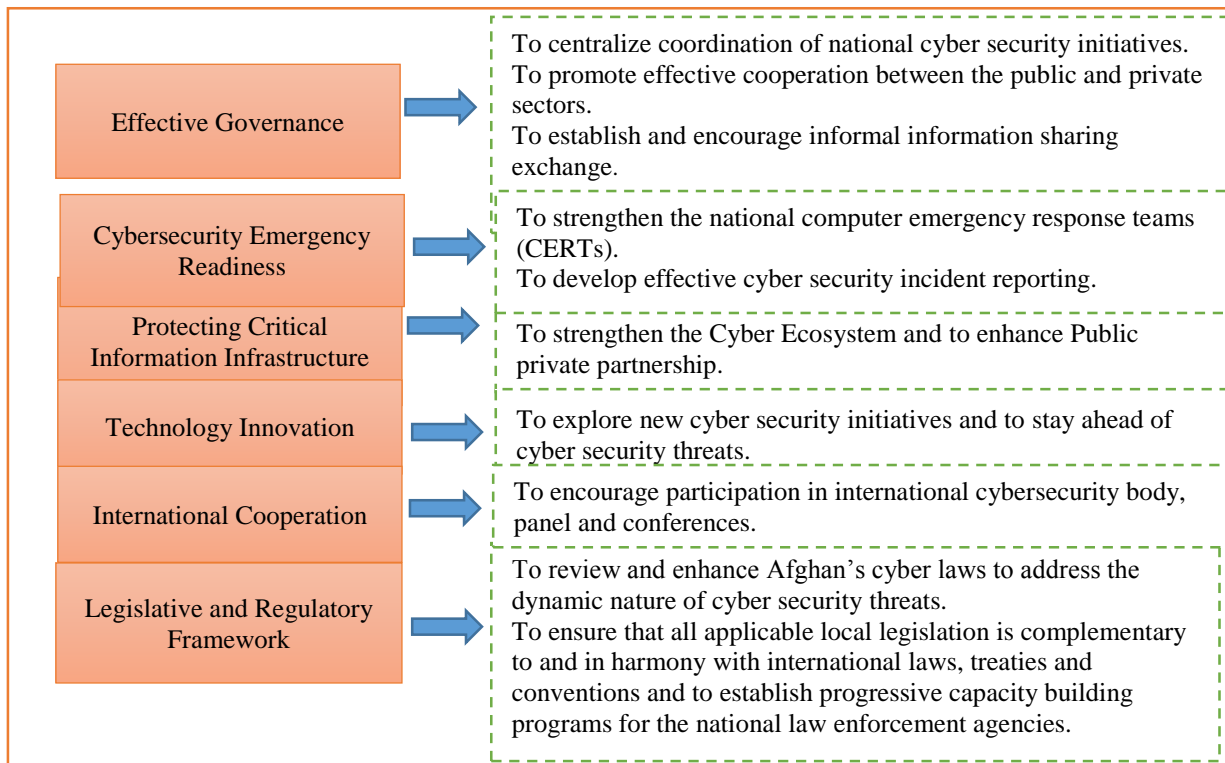 Effective Governance
To centralize coordination of national cyber security initiatives.
To promote effective cooperation between the public and private
sectors.
To establish and encourage informal information sharing
exchange.
Cybersecurity Emergency
Readiness
To strengthen the national computer emergency response teams
(CERTs).
To develop effective cyber security incident reporting.
Protecting Critical
Information Infrastructure
To strengthen the Cyber Ecosystem and to enhance Public
private partnership.
Technology Innovation
To explore new cyber security initiatives and to stay ahead of
cyber security threats.
International Cooperation
To encourage participation in international cybersecurity body,
panel and conferences.
Legislative and Regulatory
Framework
To review and enhance Afghan’s cyber laws to address the
dynamic nature of cyber security threats.
To ensure that all applicable local legislation is complementary
to and in harmony with international laws, treaties and
conventions and to establish progressive capacity building
programs for the national law enforcement agencies.